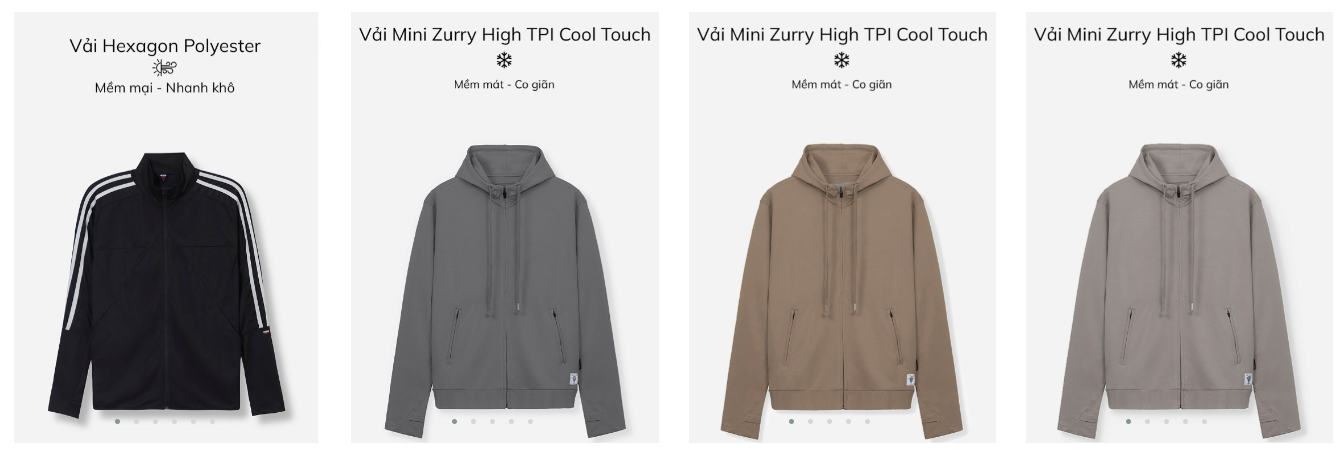 Vải Hexagon Polyester
Mềm mại - Nhanh khô
Vải Mini Zurry High TPI Cool Touch
Mềm mát - Co giãn
Vải Mini Zurry High TPI Cool Touch
Mềm mát - Co giãn
Vải Mini Zurry High TPI Cool Touch
Mềm mát - Co giãn